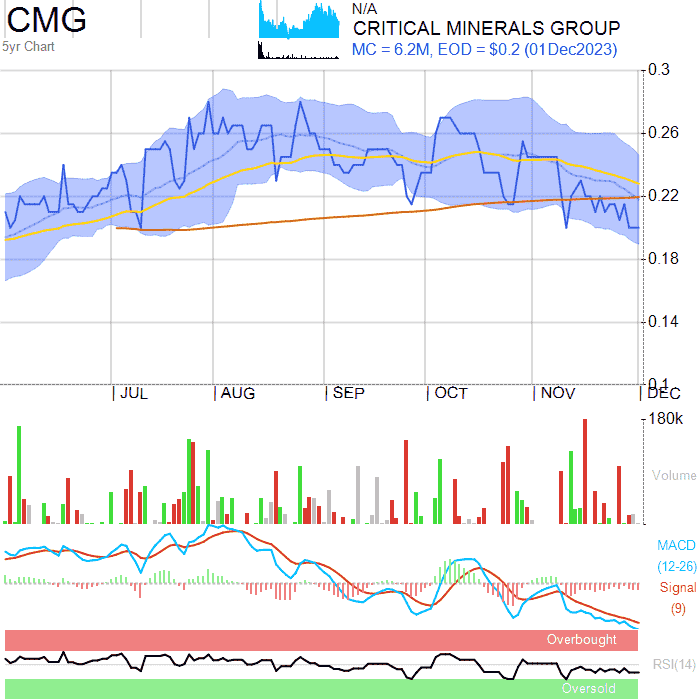 CMG
5yr Chart
N/A
CRITICAL MINERALS GROUP
MC = 6.2M, EOD = $0.2 (01Dec2023)
0.3
0.26
0.22
0.18
0.14
0.1
JUL AUG SEP OCT NOV DEC
180k
Volume
MACD
(12-26)
Signal
(9)
Overbought
RSI(14)
Oversold